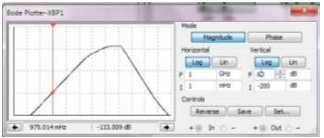 Bode Plotter-XBP1
Mode
Magnitude Phase
Horizontal Vertical
Log Lin Log Lin
F 1 GHz F 60 dB
I 1 mHz I -200 dB
Controls
Reverse Save Set...
975.014 mHz -133.009 dB + In - + Out -